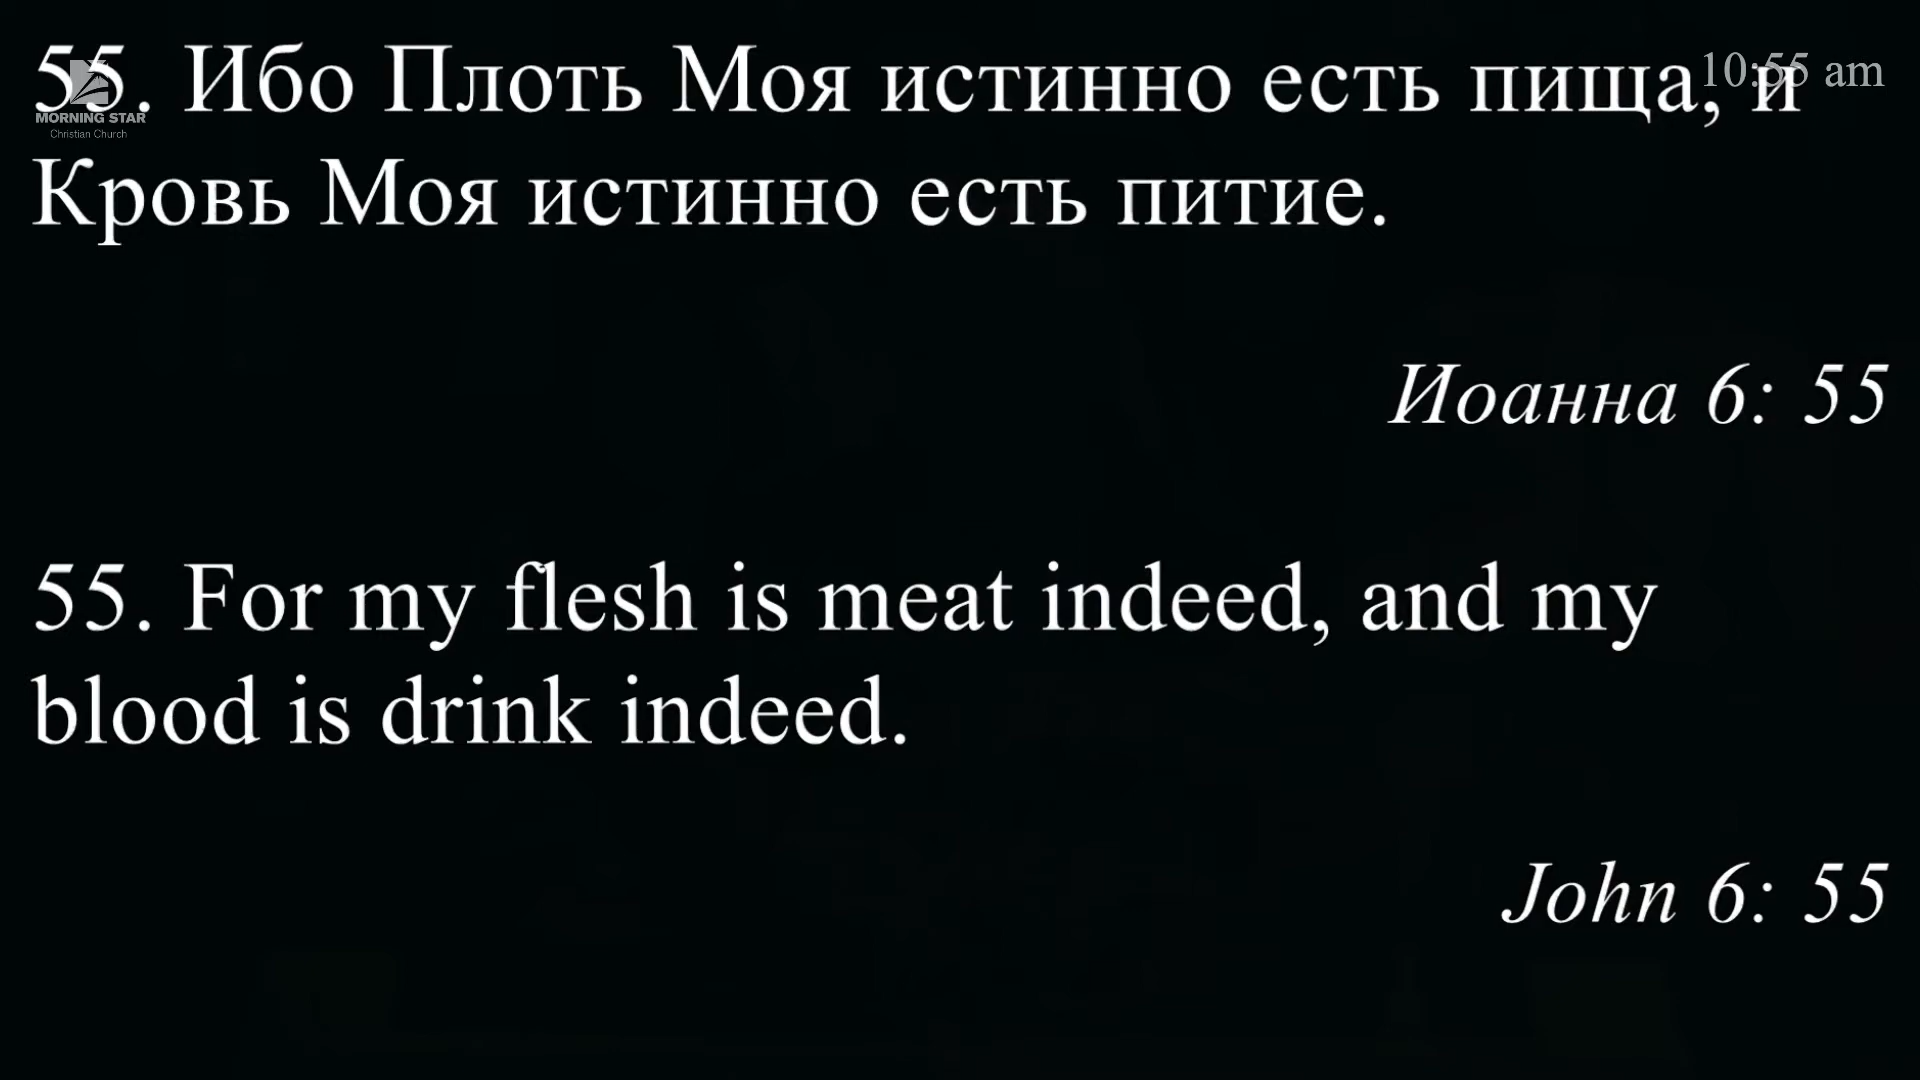 55. Ибо Плоть Моя истинно есть пища, и
10:55 am
MORNING STAR
Christian Church
Кровь Моя истинно есть питие.
Иоанна 6: 55
55. For my flesh is meat indeed, and my
blood is drink indeed.
John 6: 55